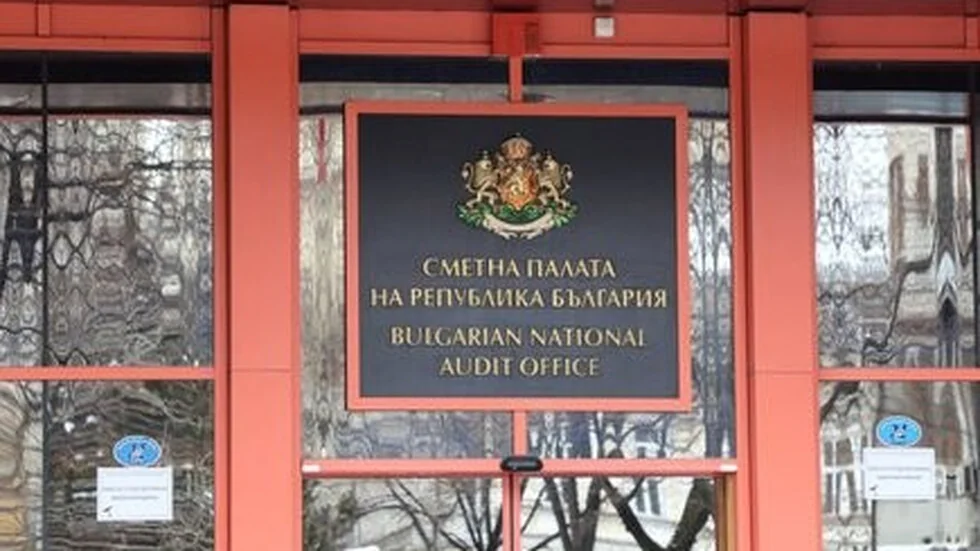 СМЕТНА ПАЛАТА
НА РЕПУБЛИКА БЪЛГАРИЯ
BULGARIAN NATIONAL
AUDIT OFFICE